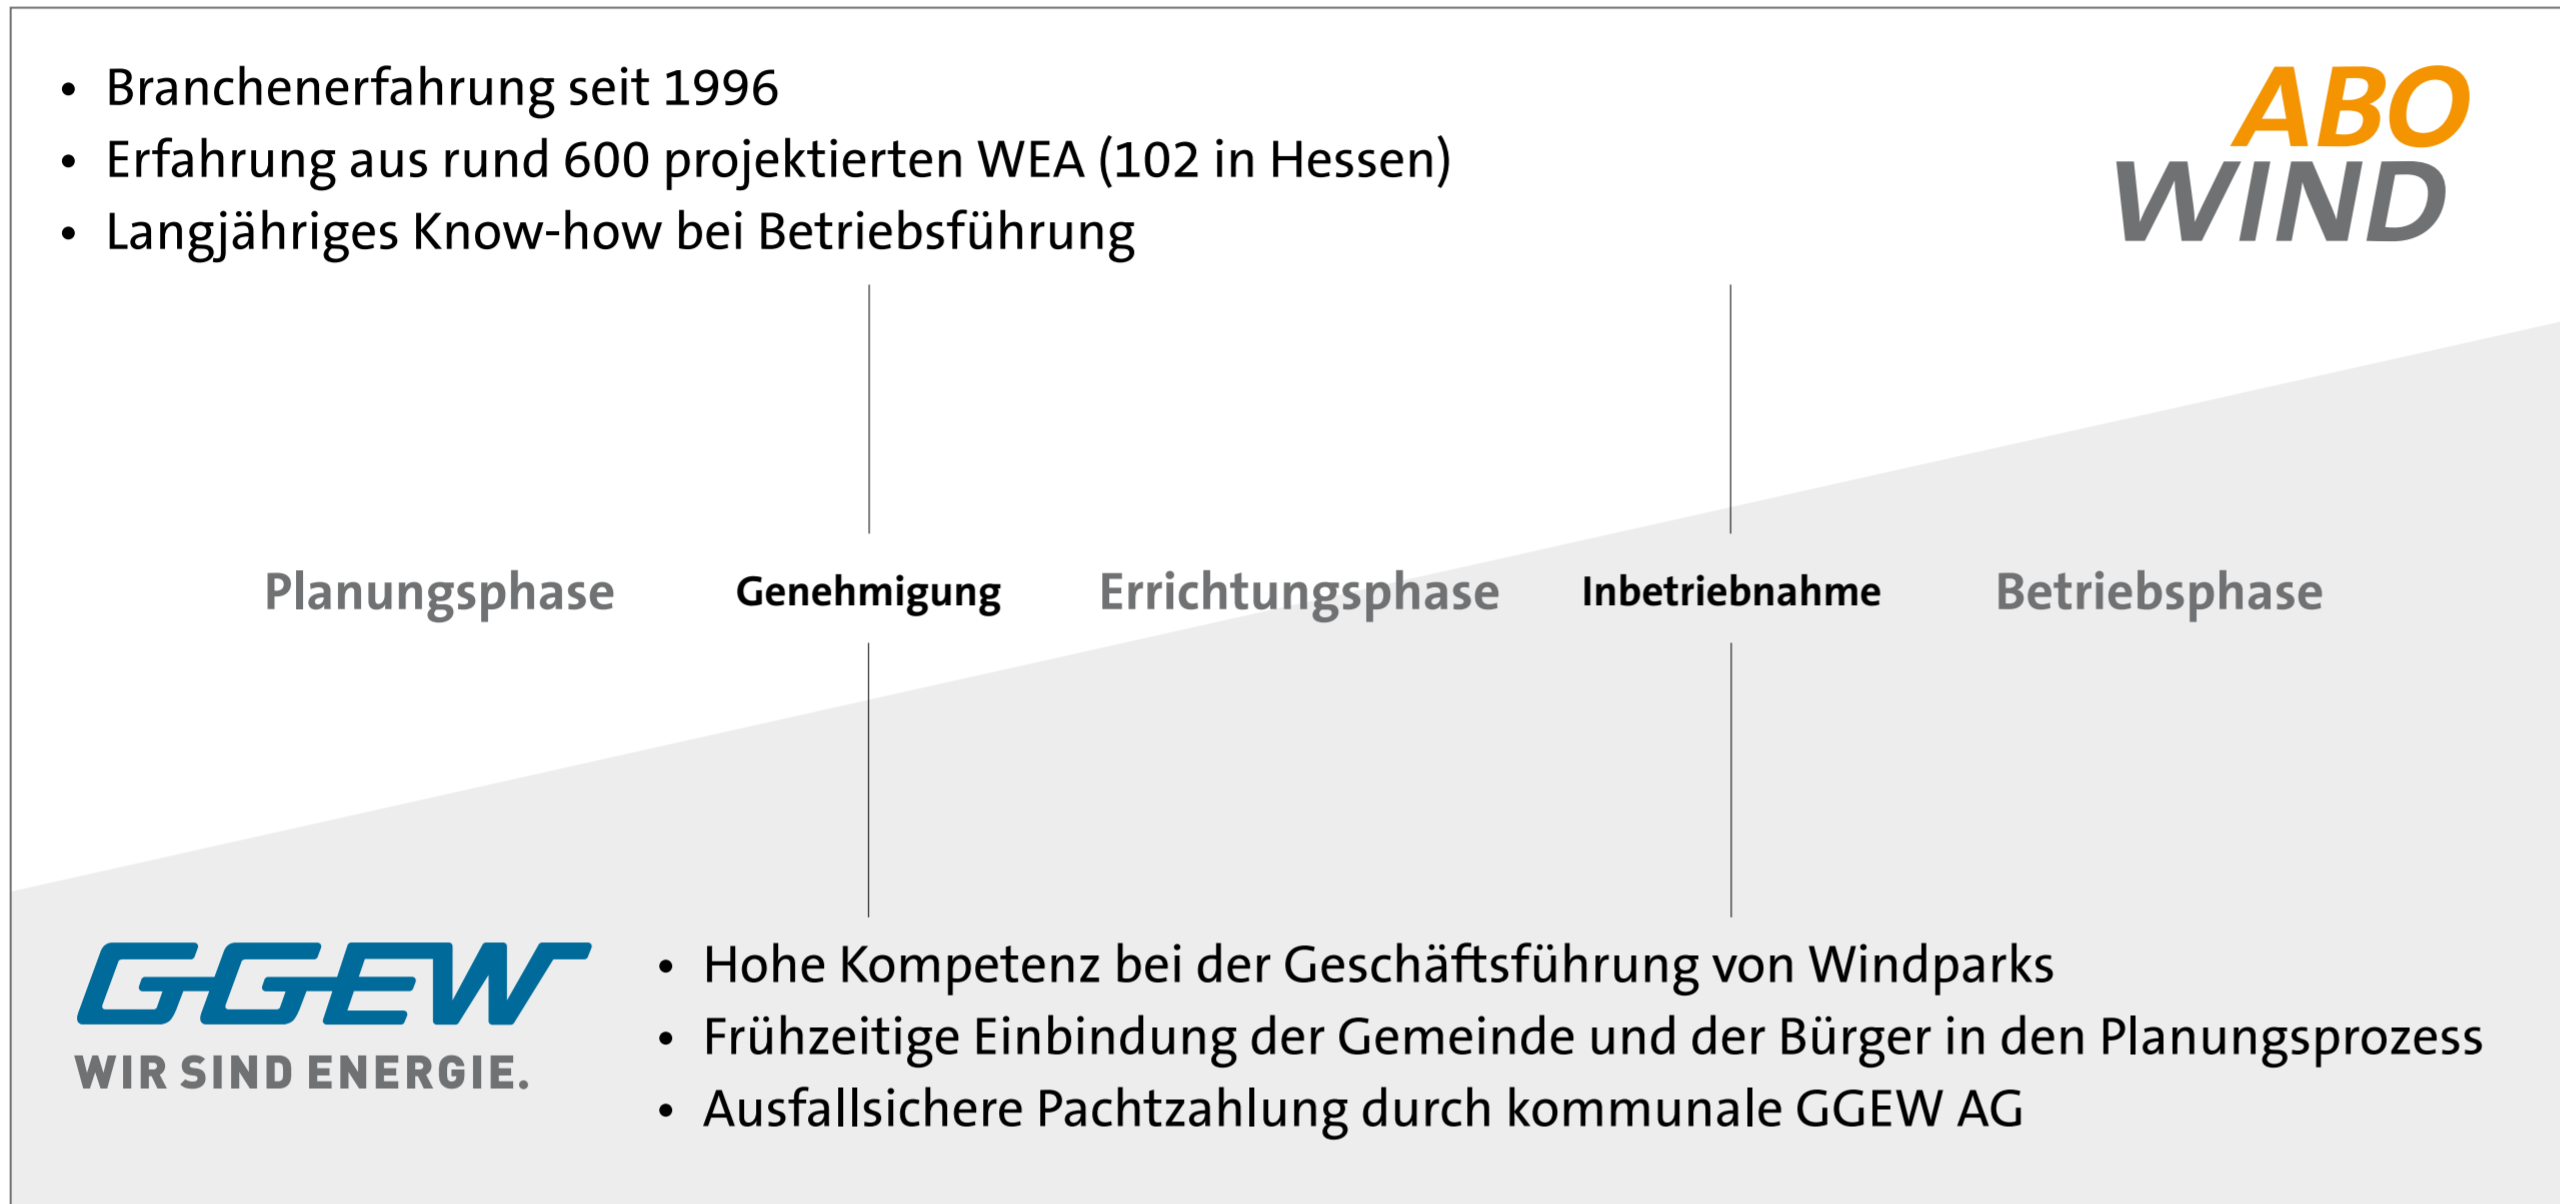 • Branchenerfahrung seit 1996
• Erfahrung aus rund 600 projektierten WEA (102 in Hessen)
• Langjähriges Know-how bei Betriebsführung
ABO
WIND
Planungsphase Genehmigung Errichtungsphase Inbetriebnahme Betriebsphase
GGEW
WIR SIND ENERGIE.
• Hohe Kompetenz bei der Geschäftsführung von Windparks
• Frühzeitige Einbindung der Gemeinde und der Bürger in den Planungsprozess
• Ausfallsichere Pachtzahlung durch kommunale GGEW AG